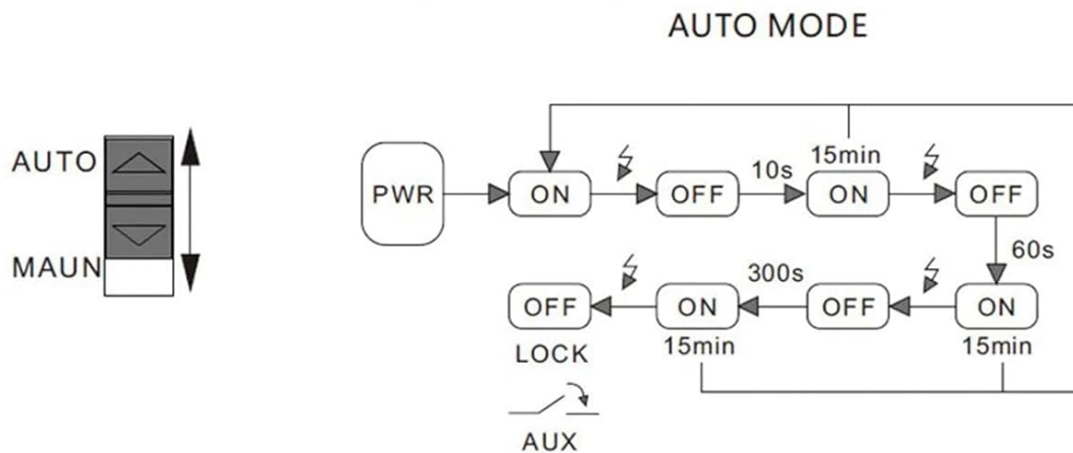 AUTO MODE
AUTO
MAUN
PWR
ON
OFF
10s
15min
ON
OFF
60s
ON
15min
OFF
300s
ON
15min
OFF
LOCK
AUX